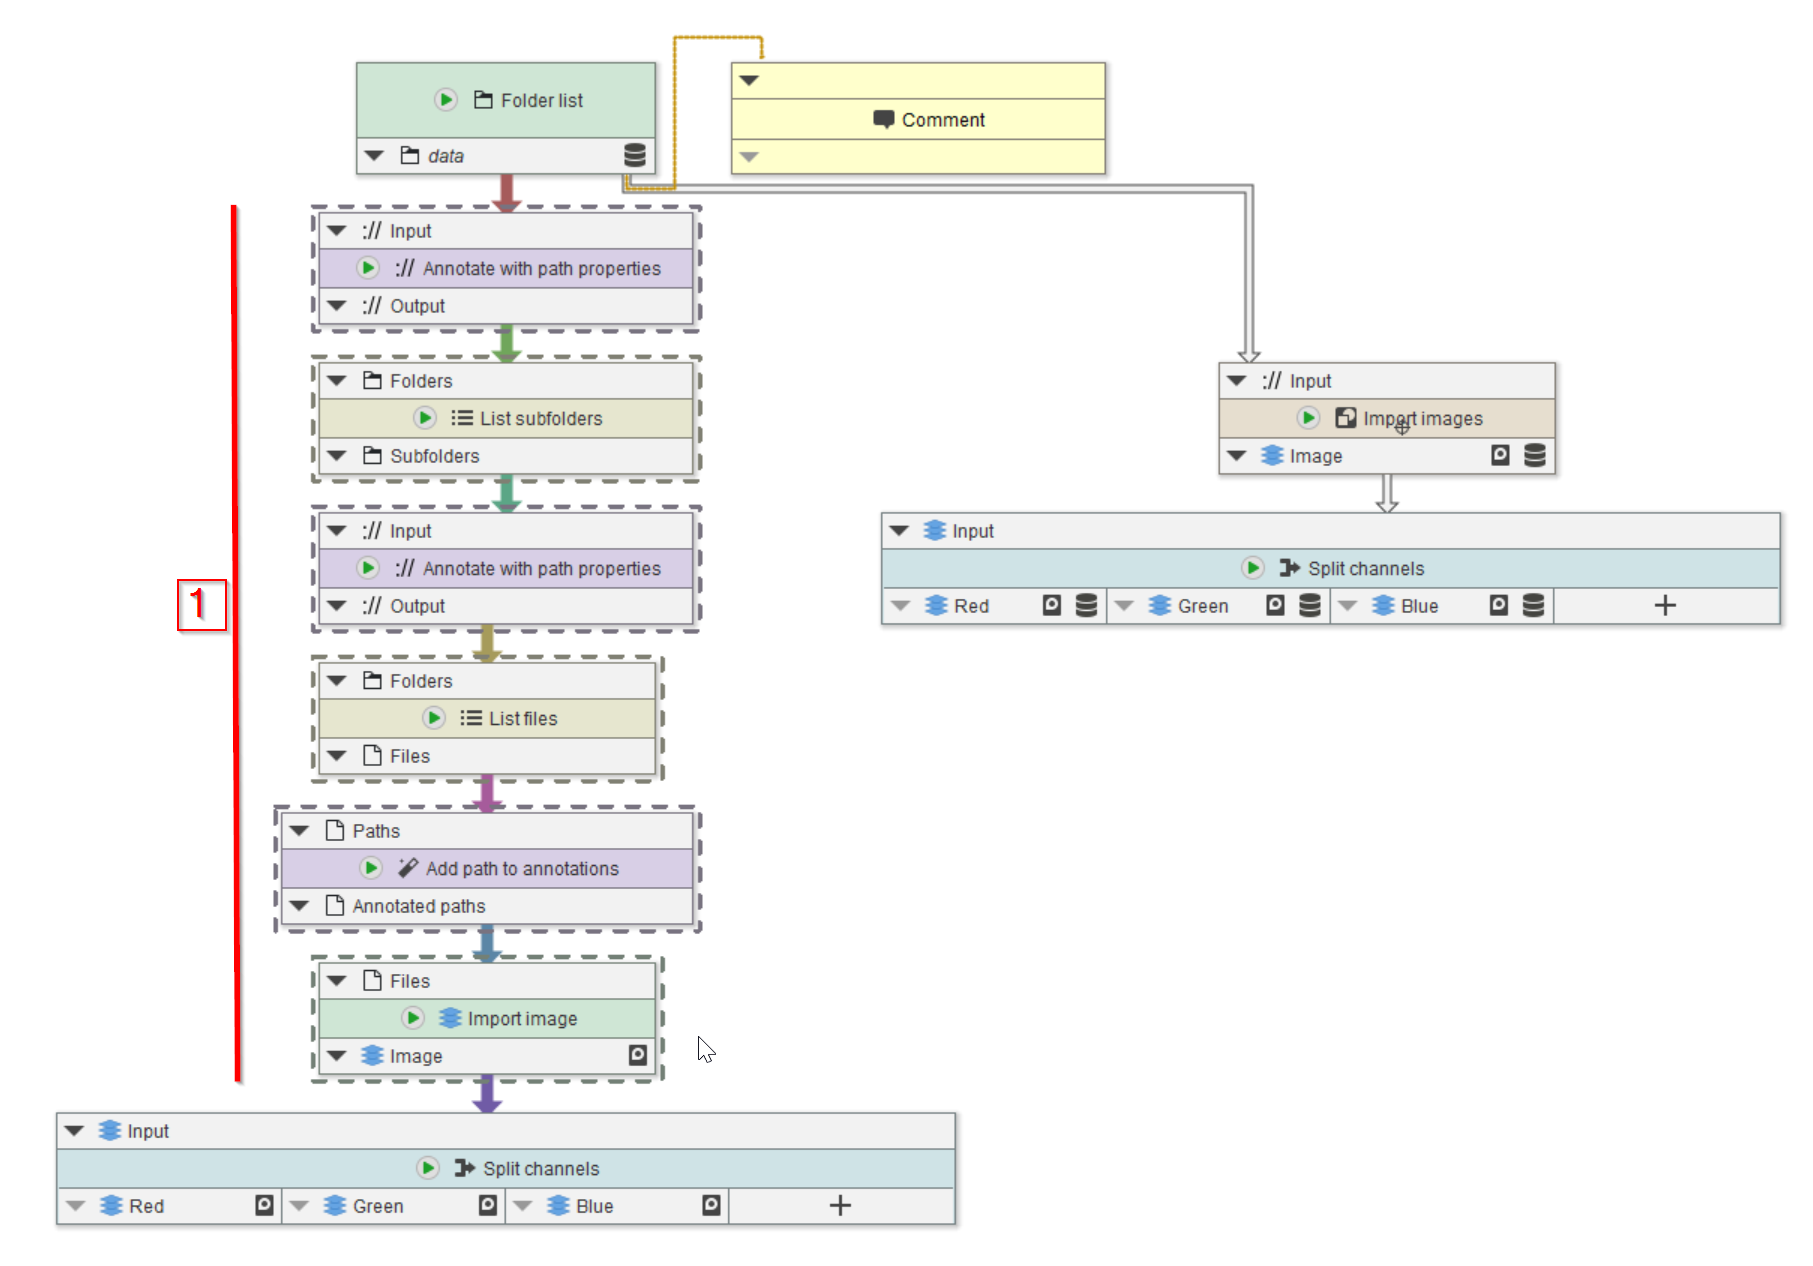 Folder list
data
Comment
:// Input
:// Annotate with path properties
:// Output
Folders
List subfolders
Subfolders
:// Input
Import images
Image
1
:// Input
:// Annotate with path properties
:// Output
Input
Split channels
Red Green Blue +
Folders
List files
Files
Paths
Add path to annotations
Annotated paths
Files
Import image
Image
Input
Split channels
Red Green Blue +